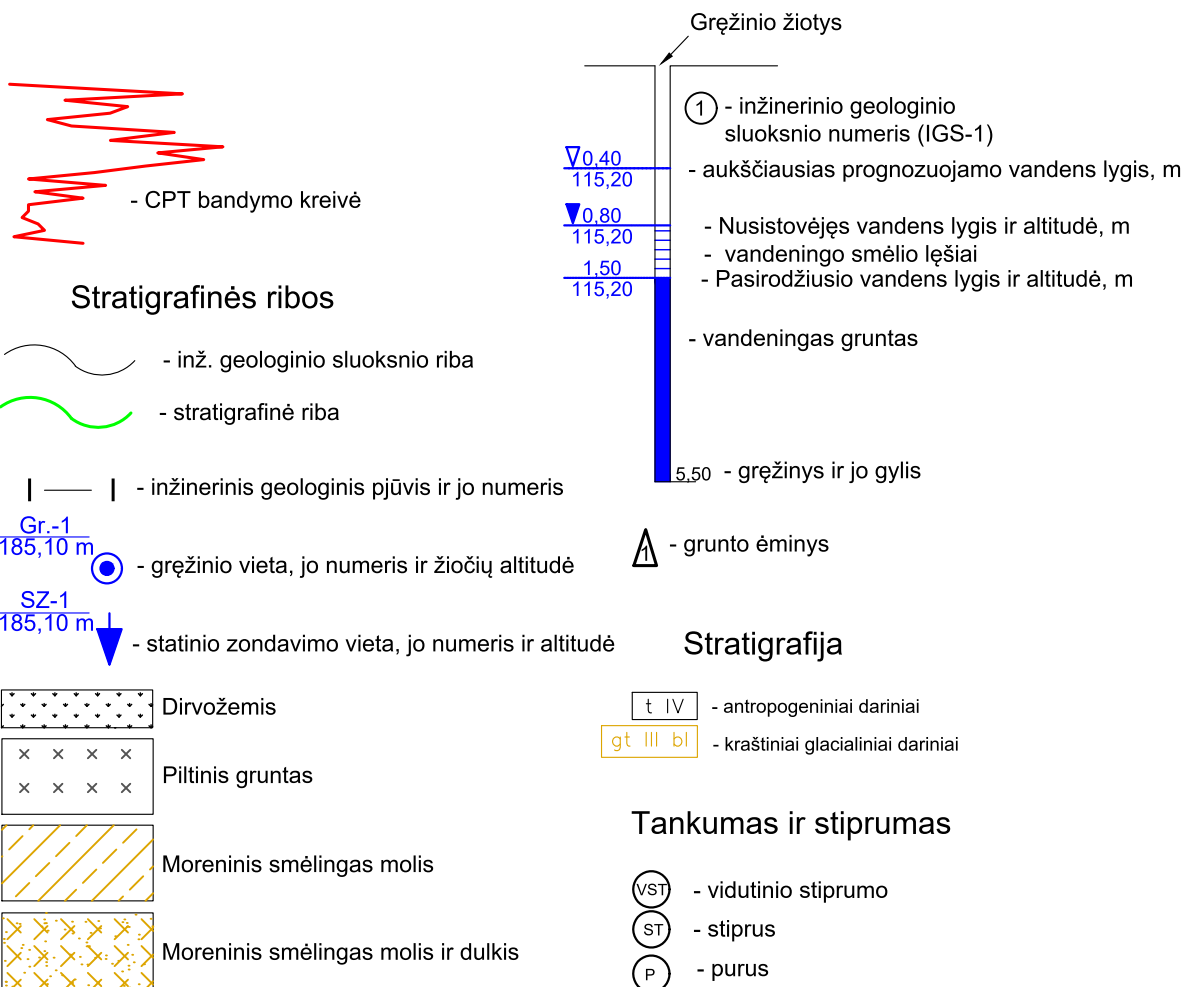 Gręžinio žiotys
1 - inžinerinio geologinio
sluoksnio numeris (IGS-1)
0,40
115,20
- aukščiausias prognozuojamo vandens lygis, m
0,80
115,20
- Nusistovėjęs vandens lygis ir altitudė, m
- vandeningo smėlio lęšiai
1,50
115,20
- Pasirodžiusio vandens lygis ir altitudė, m
- vandeningas gruntas
5,50 - gręžinys ir jo gylis
1 - grunto ėminys
- CPT bandymo kreivė
Stratigrafinės ribos
- inž. geologinio sluoksnio riba
- stratigrafinė riba
I I - inžinerinis geologinis pjūvis ir jo numeris
Gr.-1
185,10 m
- gręžinio vieta, jo numeris ir žiočių altitudė
SZ-1
185,10 m
- statinio zondavimo vieta, jo numeris ir altitudė
Dirvožemis
Piltinis gruntas
Moreninis smėlingas molis
Moreninis smėlingas molis ir dulkis
Stratigrafija
t IV - antropogeniniai dariniai
gt III bl - kraštiniai glacialiniai dariniai
Tankumas ir stiprumas
VST - vidutinio stiprumo
ST - stiprus
P - purus